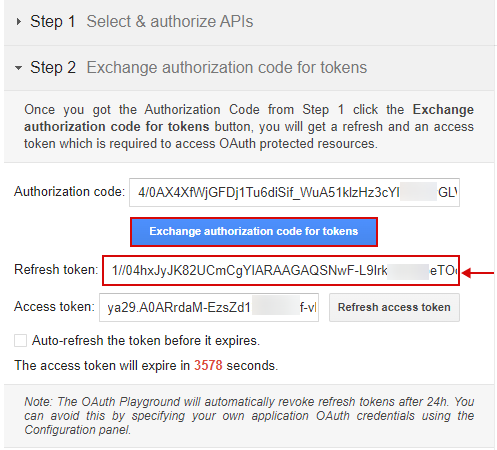 Step 1 Select & authorize APIs
Step 2 Exchange authorization code for tokens
Once you got the Authorization Code from Step 1 click the Exchange
authorization code for tokens button, you will get a refresh and an access
token which is required to access OAuth protected resources.
Authorization code: 4/0AX4XfWjGFDj1Tu6diSif_WuA51klzHz3cYl GLV
Exchange authorization code for tokens
Refresh token: 1//04hxJyJK82UCmCgYIARAAGAQSNwF-L9Irk eTO
Access token: ya29.A0ARrdaM-EzsZd1 f-v Refresh access token
Auto-refresh the token before it expires.
The access token will expire in 3578 seconds.
Note: The OAuth Playground will automatically revoke refresh tokens after 24h. You
can avoid this by specifying your own application OAuth credentials using the
Configuration panel.